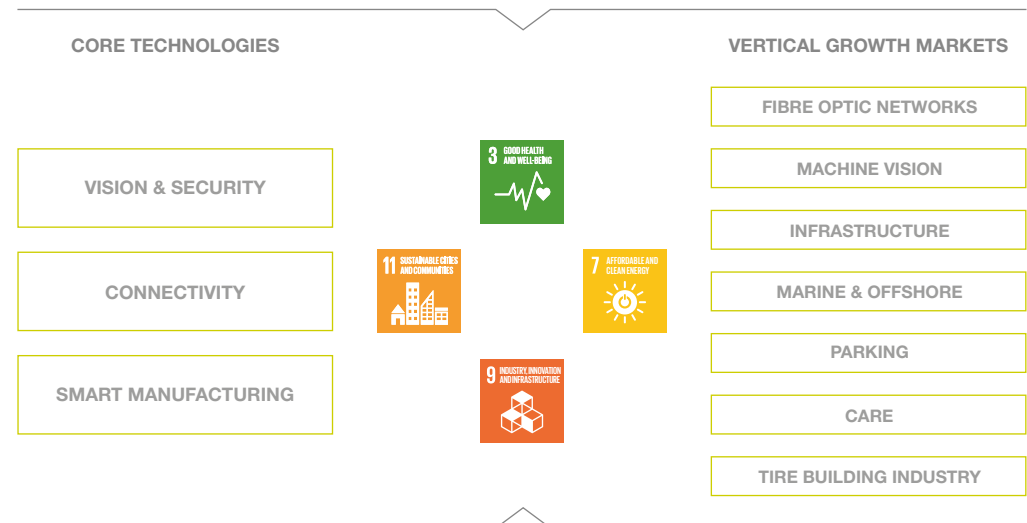 CORE TECHNOLOGIES
VISION & SECURITY
CONNECTIVITY
SMART MANUFACTURING
3 GOOD HEALTH
AND WELL-BEING
11 SUSTAINABLE CITIES
AND COMMUNITIES
7 AFFORDABLE AND
CLEAN ENERGY
9 INDUSTRY, INNOVATION
AND INFRASTRUCTURE
VERTICAL GROWTH MARKETS
FIBRE OPTIC NETWORKS
MACHINE VISION
INFRASTRUCTURE
MARINE & OFFSHORE
PARKING
CARE
TIRE BUILDING INDUSTRY